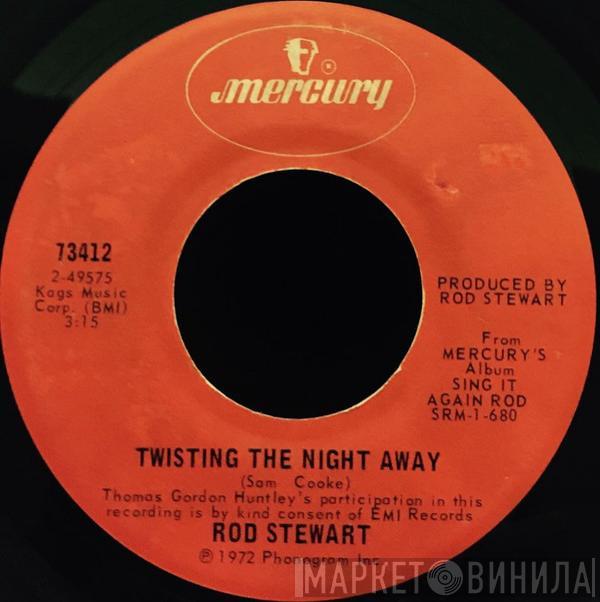 mercury
73412
2-49575
Kags Music
Corp. (BMI)
3:15
PRODUCED BY
ROD STEWART
From
MERCURY'S
Album
SING IT
AGAIN ROD
SRM-1-680
TWISTING THE NIGHT AWAY
(Sam Cooke)
Thomas Gordon Huntley's participation in this
recording is by kind consent of EMI Records
ROD STEWART
℗ 1972 Phonogram Inc.
МАРКЕТ ВИНИЛА